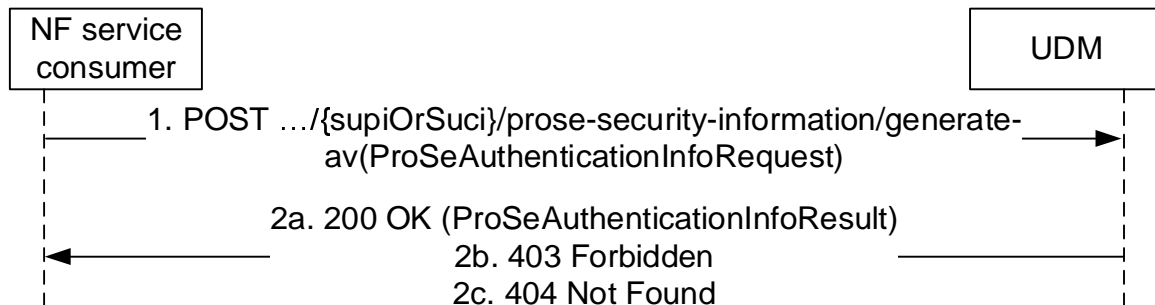 NF service
consumer
UDM
1. POST …/{supiOrSuci}/prose-security-information/generate-
av(ProSeAuthenticationInfoRequest)
2a. 200 OK (ProSeAuthenticationInfoResult)
2b. 403 Forbidden
2c. 404 Not Found